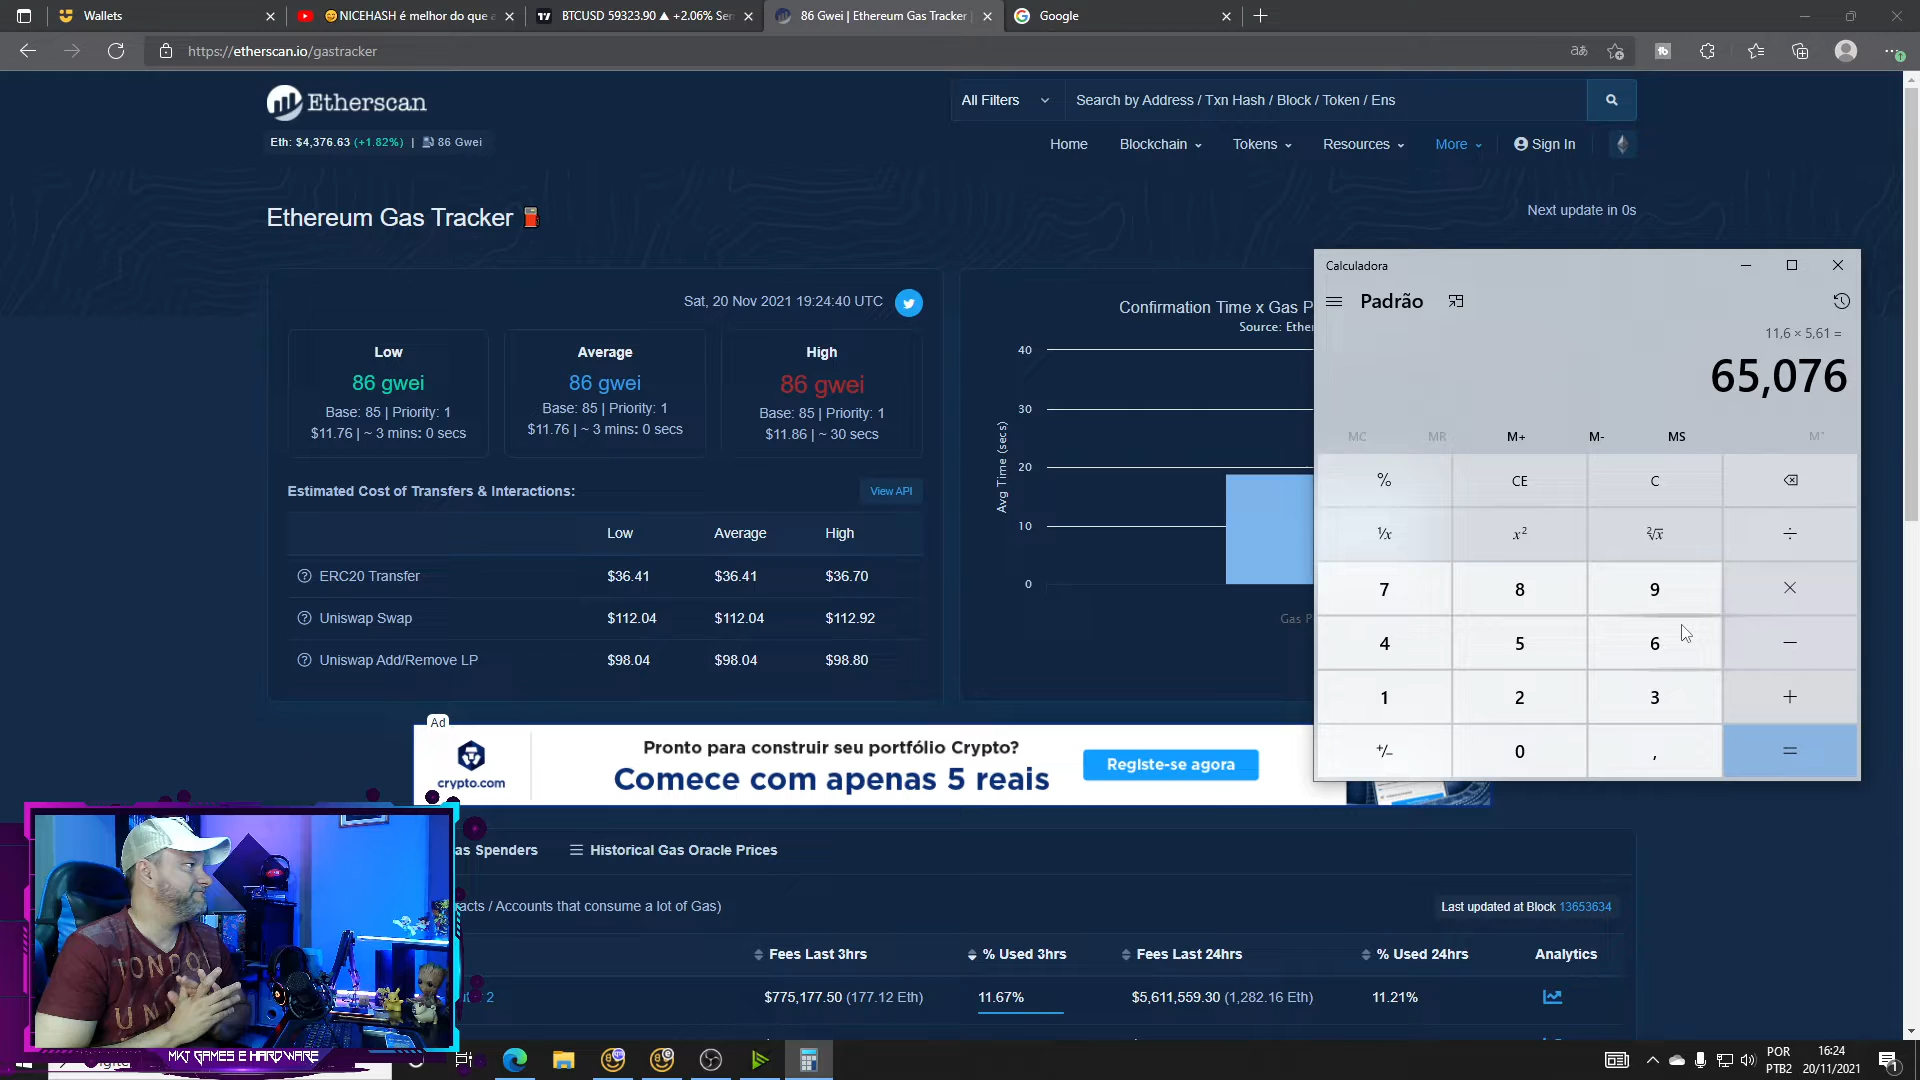 Wallets
😊NICEHASH é melhor do que a
BTCUSD 59323.90 ▲ +2.06% Sem
86 Gwei | Ethereum Gas Tracker
Google
https://etherscan.io/gastracker
Etherscan
All Filters
Search by Address / Txn Hash / Block / Token / Ens
Eth: $4,376.63 (+1.82%) | 86 Gwei
Home
Blockchain
Tokens
Resources
More
Sign In
Ethereum Gas Tracker
Next update in 0s
Sat, 20 Nov 2021 19:24:40 UTC
Low
86 gwei
Base: 85 | Priority: 1
$11.76 | ~ 3 mins: 0 secs
Average
86 gwei
Base: 85 | Priority: 1
$11.76 | ~ 3 mins: 0 secs
High
86 gwei
Base: 85 | Priority: 1
$11.86 | ~ 30 secs
Estimated Cost of Transfers & Interactions:
View API
Low Average High
ERC20 Transfer $36.41 $36.41 $36.70
Uniswap Swap $112.04 $112.04 $112.92
Uniswap Add/Remove LP $98.04 $98.04 $98.80
Confirmation Time x Gas P
Source: Ether
Avg Time (secs)
40
30
20
10
0
Gas P
Calculadora
Padrão
11,6 × 5,61 =
65,076
MC MR M+ M- MS M˅
% CE C
¹/x x² ²√x ÷
7 8 9 ×
4 5 6 −
1 2 3 +
+/− 0 , =
Ad
crypto.com
Pronto para construir seu portfólio Crypto?
Comece com apenas 5 reais
Registe-se agora
as Spenders
Historical Gas Oracle Prices
acts / Accounts that consume a lot of Gas)
Last updated at Block 13653634
Fees Last 3hrs % Used 3hrs Fees Last 24hrs % Used 24hrs Analytics
2 $775,177.50 (177.12 Eth) 11.67% $5,611,559.30 (1,282.16 Eth) 11.21%
LONDO
UN
MKT GAMES E HARDWARE
POR
PTB2
16:24
20/11/2021
1